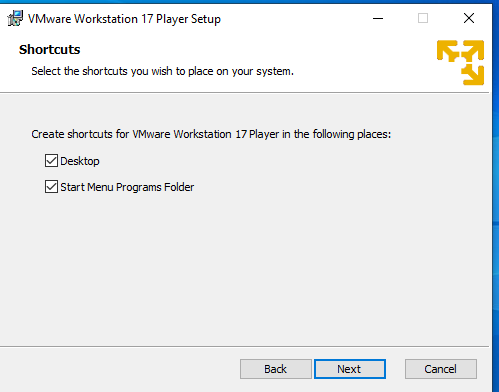 VMware Workstation 17 Player Setup
Shortcuts
Select the shortcuts you wish to place on your system.
Create shortcuts for VMware Workstation 17 Player in the following places:
Desktop
Start Menu Programs Folder
Back Next Cancel